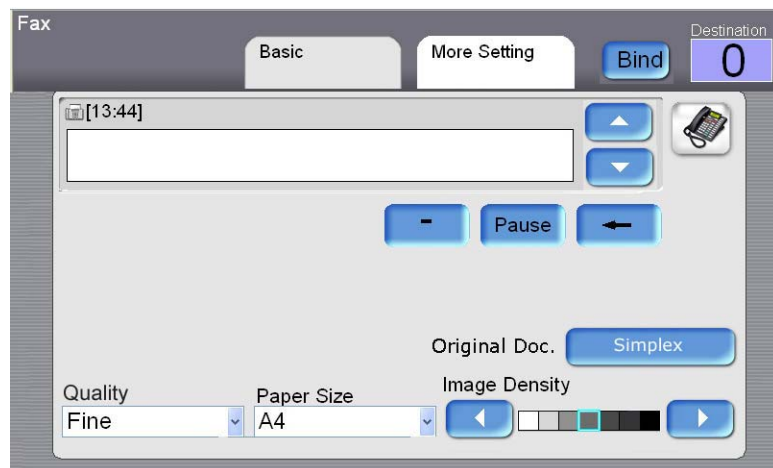 Fax
Destination
Basic
More Setting
Bind
0
[13:44]
-
Pause
Original Doc.
Simplex
Quality
Paper Size
Image Density
Fine
A4